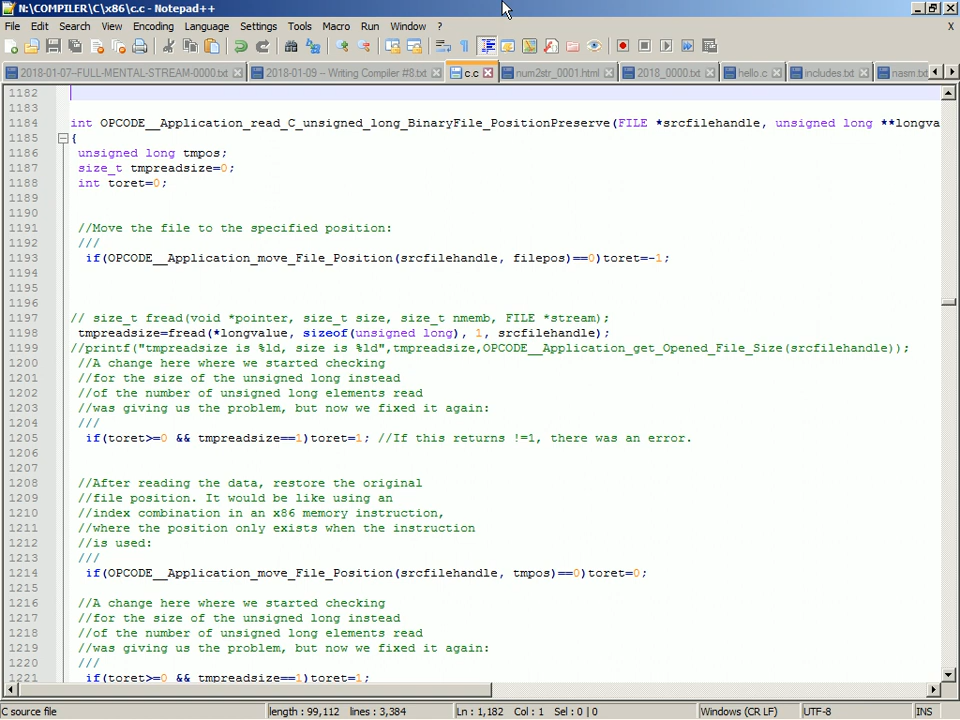 N:\COMPILER\C\x86\c.c - Notepad++
File Edit Search View Encoding Language Settings Tools Macro Run Window ? X
2018-01-07--FULL-MENTAL-STREAM-0000.txt 2018-01-09 -- Writing Compiler #8.txt c.c num2str_0001.html 2018_0000.txt hello.c includes.txt nasm.tx
1182
1183
1184 int OPCODE__Application_read_C_unsigned_long_BinaryFile_PositionPreserve(FILE *srcfilehandle, unsigned long **longva
1185 {
1186 unsigned long tmpos;
1187 size_t tmpreadsize=0;
1188 int toret=0;
1189
1190
1191 //Move the file to the specified position:
1192 ///
1193 if(OPCODE__Application_move_File_Position(srcfilehandle, filepos)==0)toret=-1;
1194
1195
1196
1197 // size_t fread(void *pointer, size_t size, size_t nmemb, FILE *stream);
1198 tmpreadsize=fread(*longvalue, sizeof(unsigned long), 1, srcfilehandle);
1199 //printf("tmpreadsize is %ld, size is %ld",tmpreadsize,OPCODE__Application_get_Opened_File_Size(srcfilehandle));
1200 //A change here where we started checking
1201 //for the size of the unsigned long instead
1202 //of the number of unsigned long elements read
1203 //was giving us the problem, but now we fixed it again:
1204 ///
1205 if(toret>=0 && tmpreadsize==1)toret=1; //If this returns !=1, there was an error.
1206
1207
1208 //After reading the data, restore the original
1209 //file position. It would be like using an
1210 //index combination in an x86 memory instruction,
1211 //where the position only exists when the instruction
1212 //is used:
1213 ///
1214 if(OPCODE__Application_move_File_Position(srcfilehandle, tmpos)==0)toret=0;
1215
1216 //A change here where we started checking
1217 //for the size of the unsigned long instead
1218 //of the number of unsigned long elements read
1219 //was giving us the problem, but now we fixed it again:
1220 ///
1221 if(toret>=0 && tmpreadsize==1)toret=1;
C source file length : 99,112 lines : 3,384 Ln : 1,182 Col : 1 Sel : 0 | 0 Windows (CR LF) UTF-8 INS